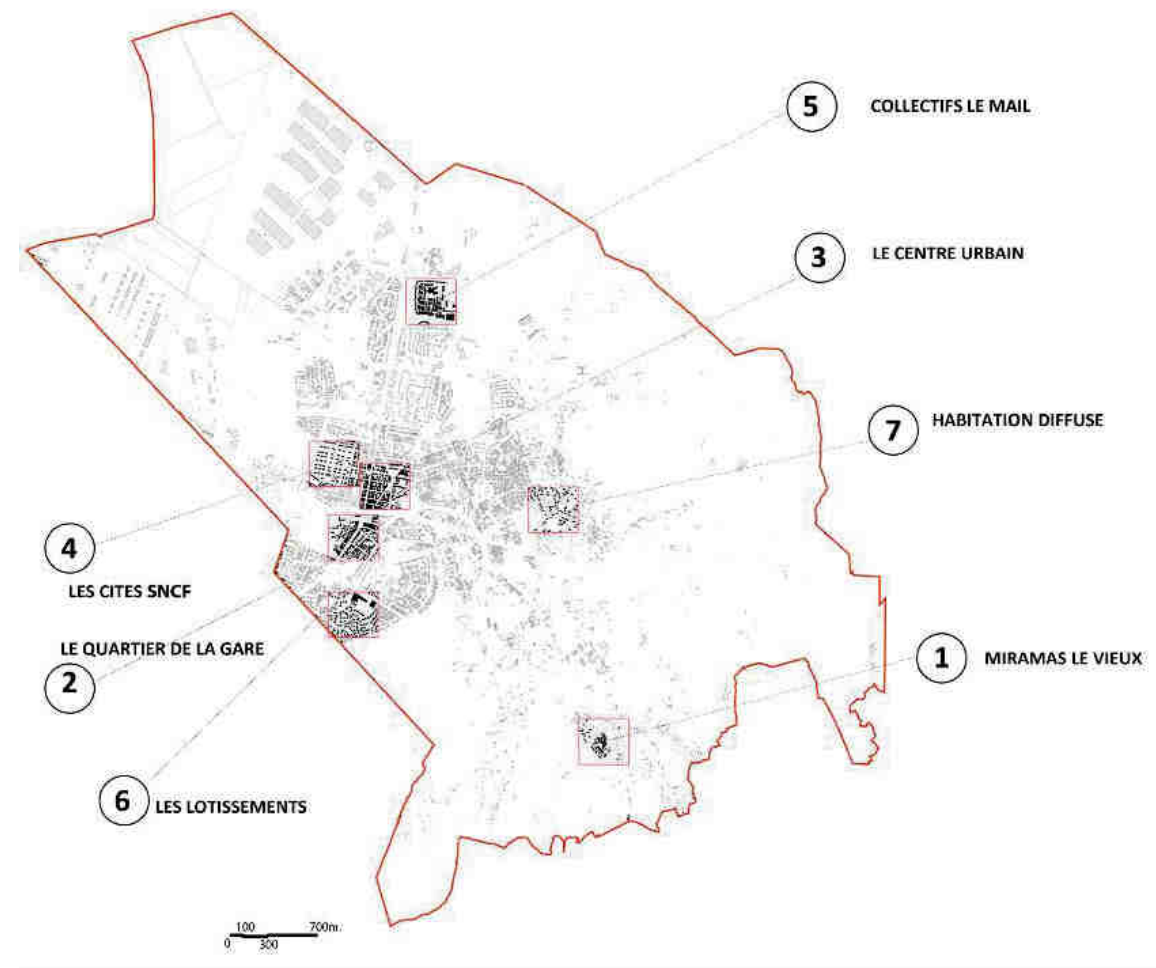 5 COLLECTIFS LE MAIL
3 LE CENTRE URBAIN
7 HABITATION DIFFUSE
4
LES CITES SNCF
LE QUARTIER DE LA GARE
2
1 MIRAMAS LE VIEUX
6 LES LOTISSEMENTS
100 700m.
0 300